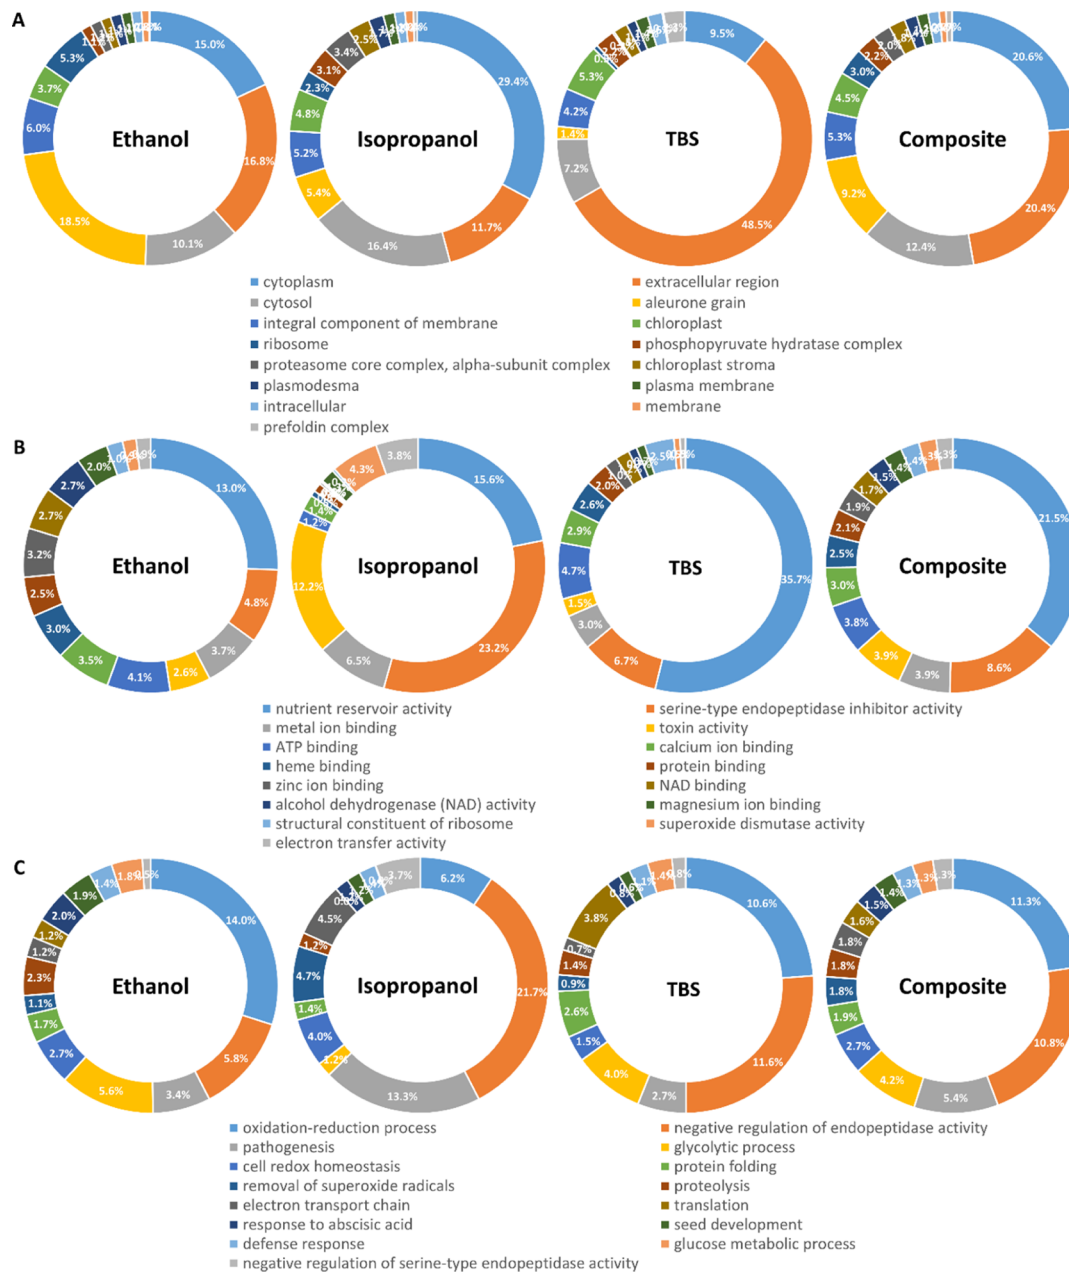 A
Ethanol
15.0%
16.8%
10.1%
18.5%
6.0%
3.7%
5.3%
Isopropanol
29.4%
11.7%
16.4%
5.4%
5.2%
4.8%
2.3%
3.1%
3.4%
2.5%
TBS
9.5%
48.5%
7.2%
1.4%
4.2%
5.3%
Composite
20.6%
20.4%
12.4%
9.2%
5.3%
4.5%
3.0%
2.2%
2.0%
cytoplasm
extracellular region
cytosol
aleurone grain
integral component of membrane
chloroplast
ribosome
phosphopyruvate hydratase complex
proteasome core complex, alpha-subunit complex
chloroplast stroma
plasmodesma
plasma membrane
intracellular
membrane
prefoldin complex
B
Ethanol
13.0%
4.8%
3.7%
2.6%
4.1%
3.5%
3.0%
2.5%
3.2%
2.7%
2.7%
2.0%
Isopropanol
15.6%
23.2%
6.5%
12.2%
1.2%
1.4%
4.3%
3.8%
TBS
35.7%
6.7%
3.0%
1.5%
4.7%
2.9%
2.6%
2.0%
Composite
21.5%
8.6%
3.9%
3.9%
3.8%
3.0%
2.5%
2.1%
1.9%
1.7%
1.5%
1.4%
nutrient reservoir activity
serine-type endopeptidase inhibitor activity
metal ion binding
toxin activity
ATP binding
calcium ion binding
heme binding
protein binding
zinc ion binding
NAD binding
alcohol dehydrogenase (NAD) activity
magnesium ion binding
structural constituent of ribosome
superoxide dismutase activity
electron transfer activity
C
Ethanol
14.0%
5.8%
3.4%
5.6%
2.7%
1.7%
1.1%
2.3%
1.2%
1.2%
2.0%
1.9%
1.4%
1.8%
0.5%
Isopropanol
6.2%
21.7%
13.3%
1.2%
4.0%
1.4%
4.7%
1.2%
4.5%
3.7%
TBS
10.6%
11.6%
2.7%
4.0%
1.5%
2.6%
0.9%
1.4%
0.7%
3.8%
0.8%
1.1%
1.4%
0.8%
Composite
11.3%
10.8%
5.4%
4.2%
2.7%
1.9%
1.8%
1.8%
1.8%
1.6%
1.5%
1.4%
1.3%
1.3%
1.3%
oxidation-reduction process
negative regulation of endopeptidase activity
pathogenesis
glycolytic process
cell redox homeostasis
protein folding
removal of superoxide radicals
proteolysis
electron transport chain
translation
response to abscisic acid
seed development
defense response
glucose metabolic process
negative regulation of serine-type endopeptidase activity